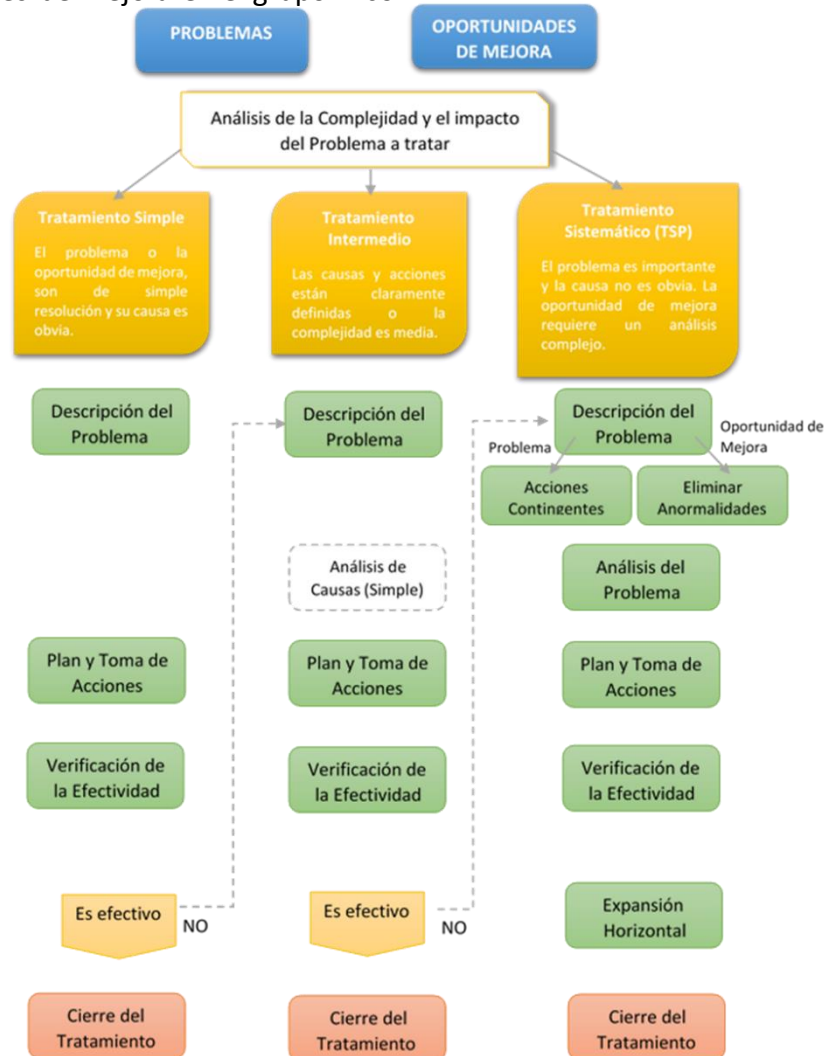 PROBLEMAS
OPORTUNIDADES
DE MEJORA
Análisis de la Complejidad y el impacto
del Problema a tratar
Tratamiento Simple
El problema o la
oportunidad de mejora,
son de simple
resolución y su causa es
obvia.
Tratamiento
Intermedio
Las causas y acciones
están claramente
definidas o la
complejidad es media.
Tratamiento
Sistemático (TSP)
El problema es importante
y la causa no es obvia. La
oportunidad de mejora
requiere un análisis
complejo.
Descripción del
Problema
Descripción del
Problema
Descripción del
Problema
Problema
Oportunidad de
Mejora
Acciones
Contingentes
Eliminar
Anormalidades
Análisis de
Causas (Simple)
Análisis del
Problema
Plan y Toma de
Acciones
Plan y Toma de
Acciones
Plan y Toma de
Acciones
Verificación de
la Efectividad
Verificación de
la Efectividad
Verificación de
la Efectividad
Es efectivo
NO
Es efectivo
NO
Expansión
Horizontal
Cierre del
Tratamiento
Cierre del
Tratamiento
Cierre del
Tratamiento